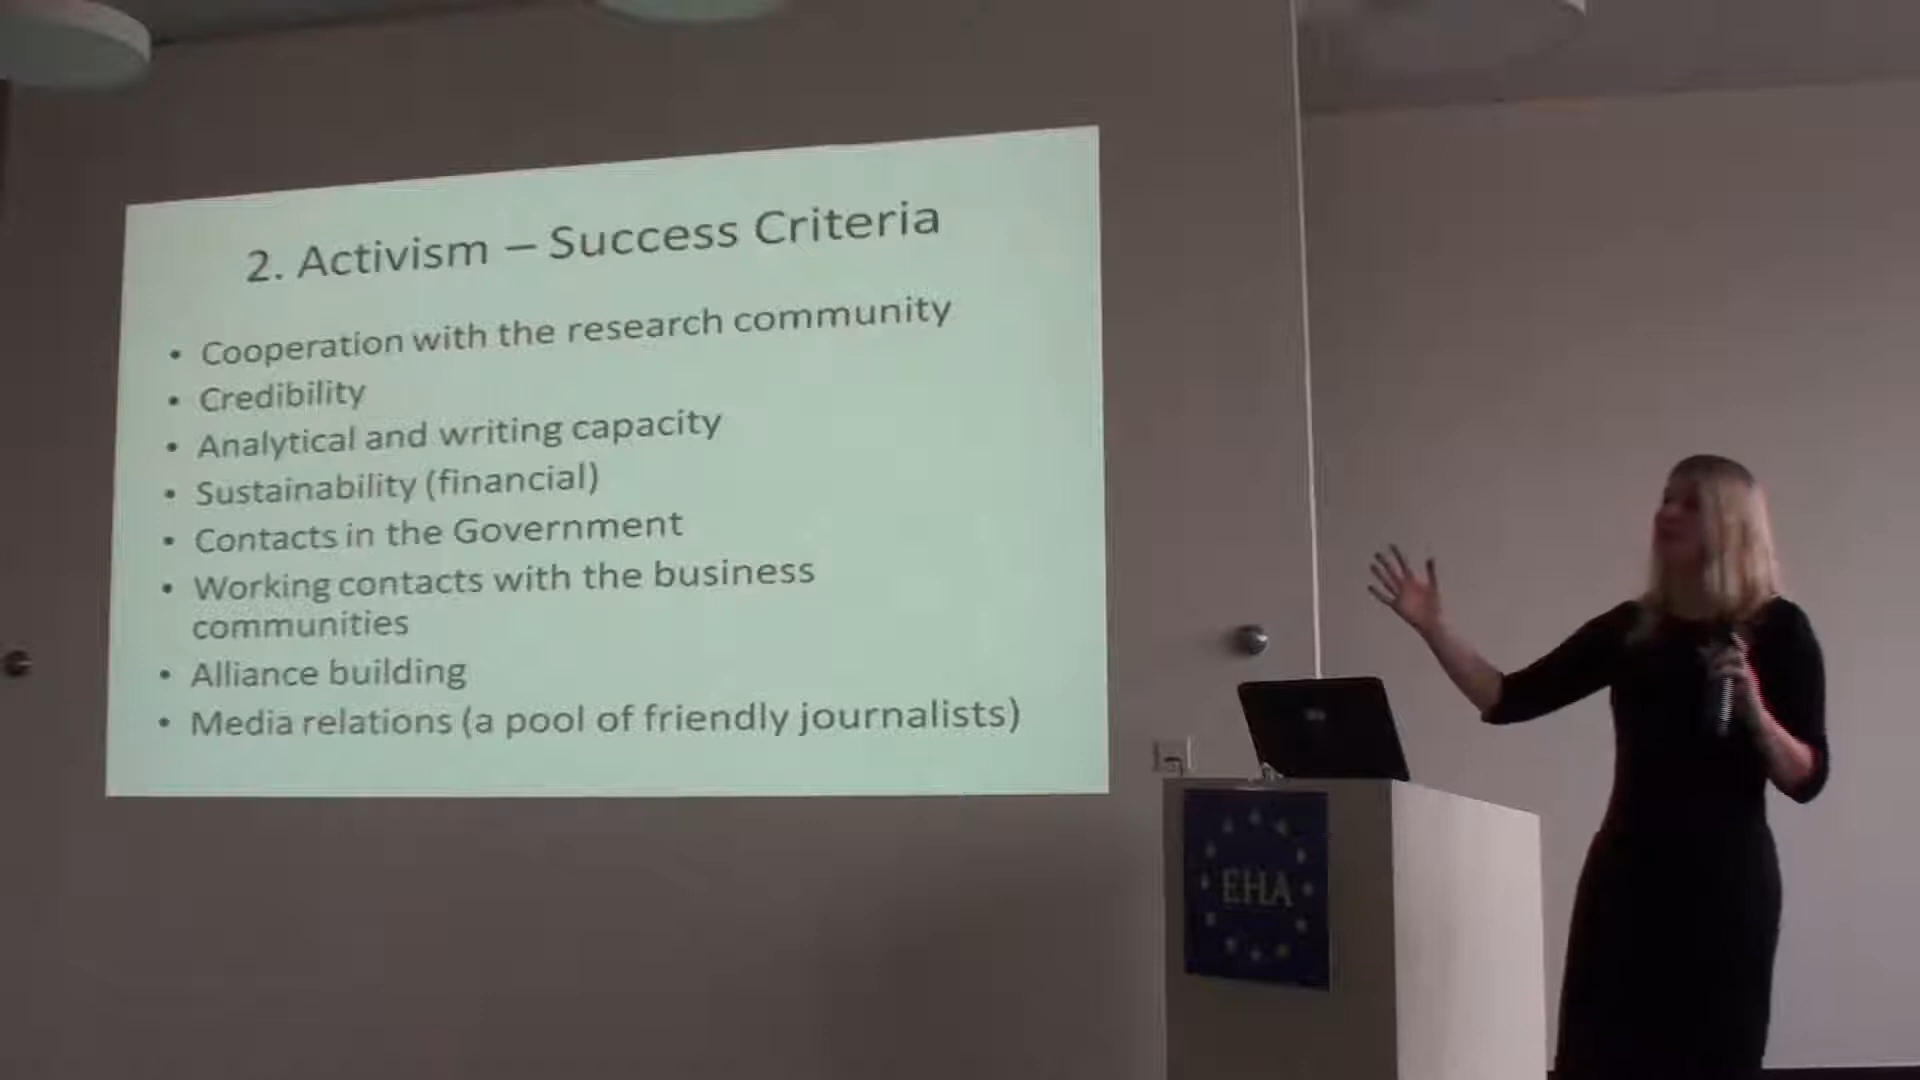 2. Activism – Success Criteria
• Cooperation with the research community
• Credibility
• Analytical and writing capacity
• Sustainability (financial)
• Contacts in the Government
• Working contacts with the business
communities
• Alliance building
• Media relations (a pool of friendly journalists)
EHA